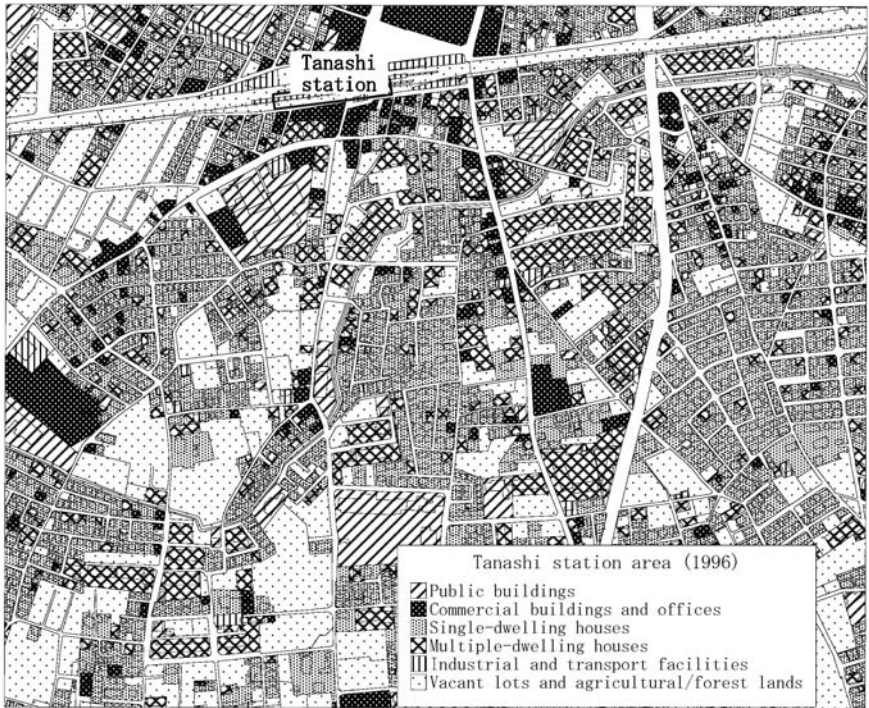 Tanashi
station
Tanashi station area (1996)
Public buildings
Commercial buildings and offices
Single-dwelling houses
Multiple-dwelling houses
Industrial and transport facilities
Vacant lots and agricultural/forest lands